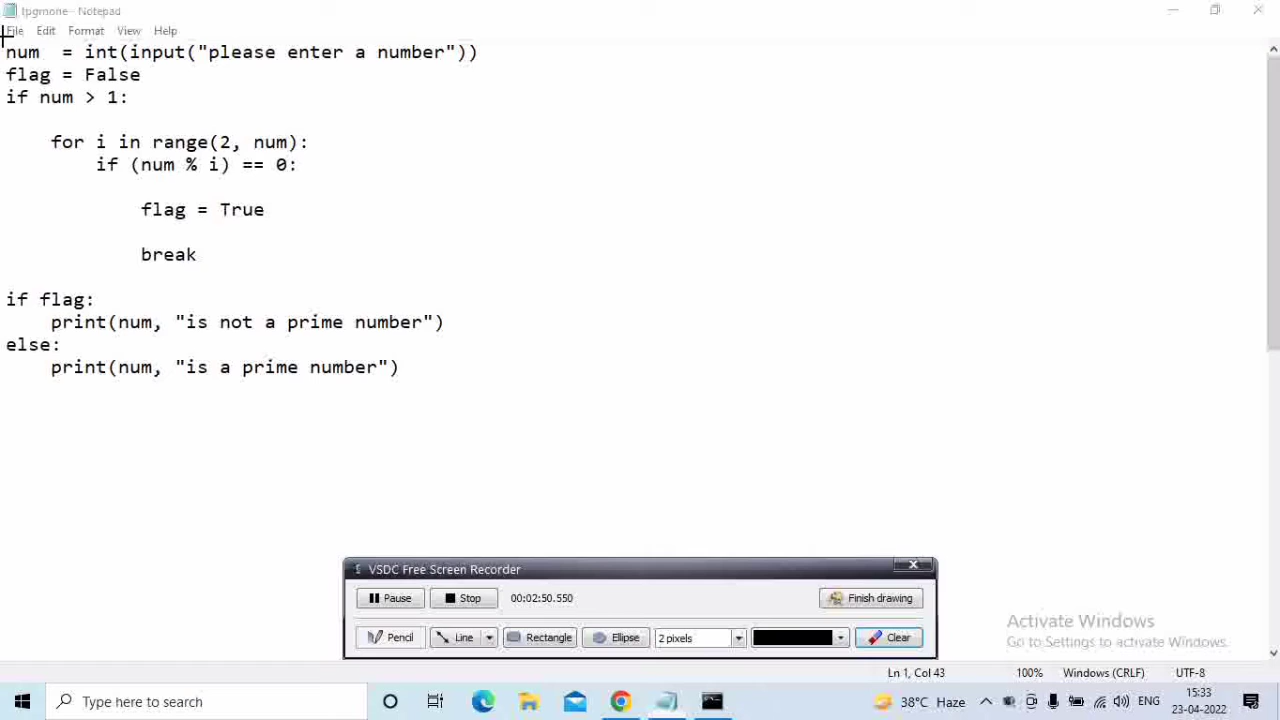 lpgmone - Notepad
File Edit Format View Help
num  = int(input("please enter a number"))
flag = False
if num > 1:
    for i in range(2, num):
        if (num % i) == 0:
            flag = True
            break
if flag:
    print(num, "is not a prime number")
else:
    print(num, "is a prime number")
VSDC Free Screen Recorder
Pause Stop 00:02:50.550 Finish drawing
Pencil Line Rectangle Ellipse 2 pixels Clear
Activate Windows
Go to Settings to activate Windows.
Ln 1, Col 43 100% Windows (CRLF) UTF-8
Type here to search 38°C Haze ENG 15:33
23-04-2022